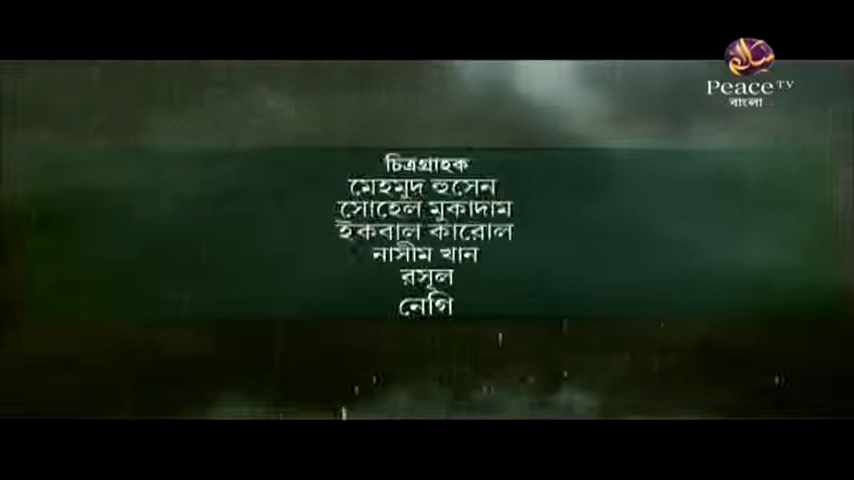 Peace TV
বাংলা
চিত্রগ্রাহক
মেহমুদ হুসেন
সোহেল মুকাদাম
ইকবাল কারোল
নাসীম খান
রসূল
নেগি